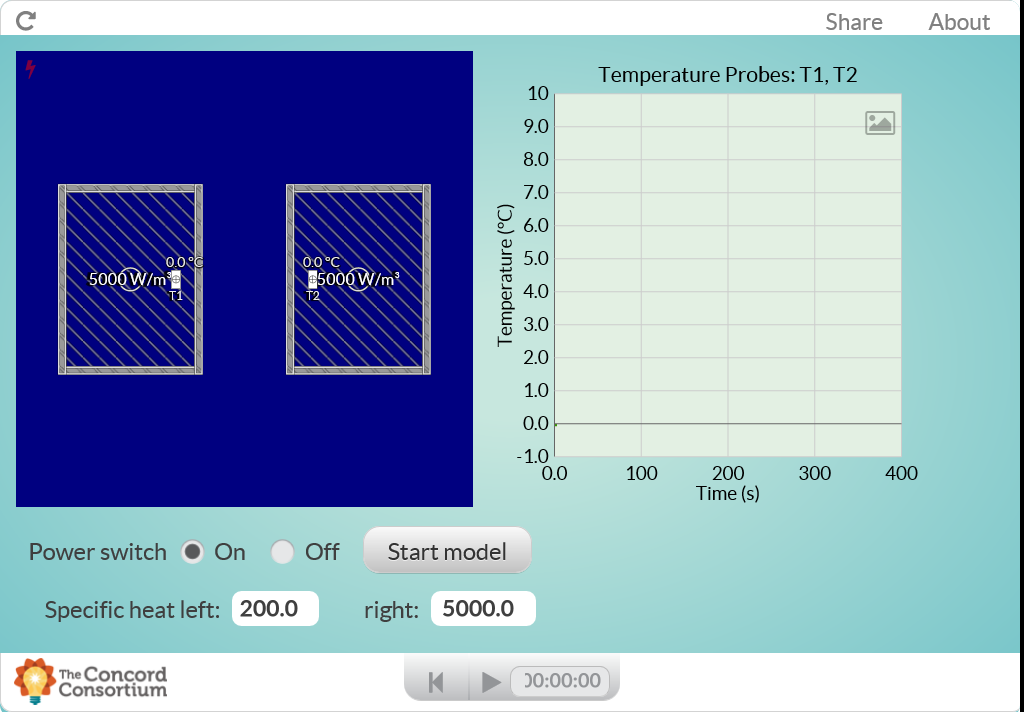 Share About
Temperature Probes: T1, T2
10
9.0
8.0
7.0
6.0
5.0
4.0
3.0
2.0
1.0
0.0
-1.0
Temperature (°C)
0.0 100 200 300 400
Time (s)
0.0 °C
5000 W/m³
T1
0.0 °C
5000 W/m³
T2
Power switch On Off Start model
Specific heat left: 200.0 right: 5000.0
The Concord
Consortium
00:00:00